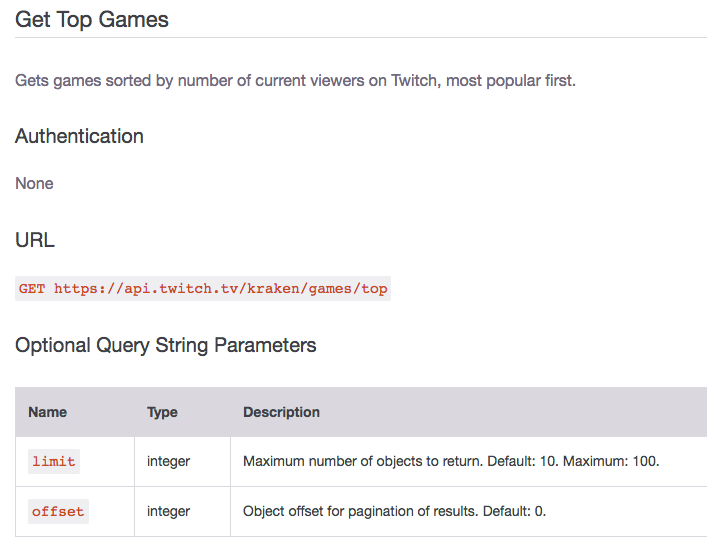 Get Top Games
Gets games sorted by number of current viewers on Twitch, most popular first.
Authentication
None
URL
GET https://api.twitch.tv/kraken/games/top
Optional Query String Parameters
Name Type Description
limit integer Maximum number of objects to return. Default: 10. Maximum: 100.
offset integer Object offset for pagination of results. Default: 0.